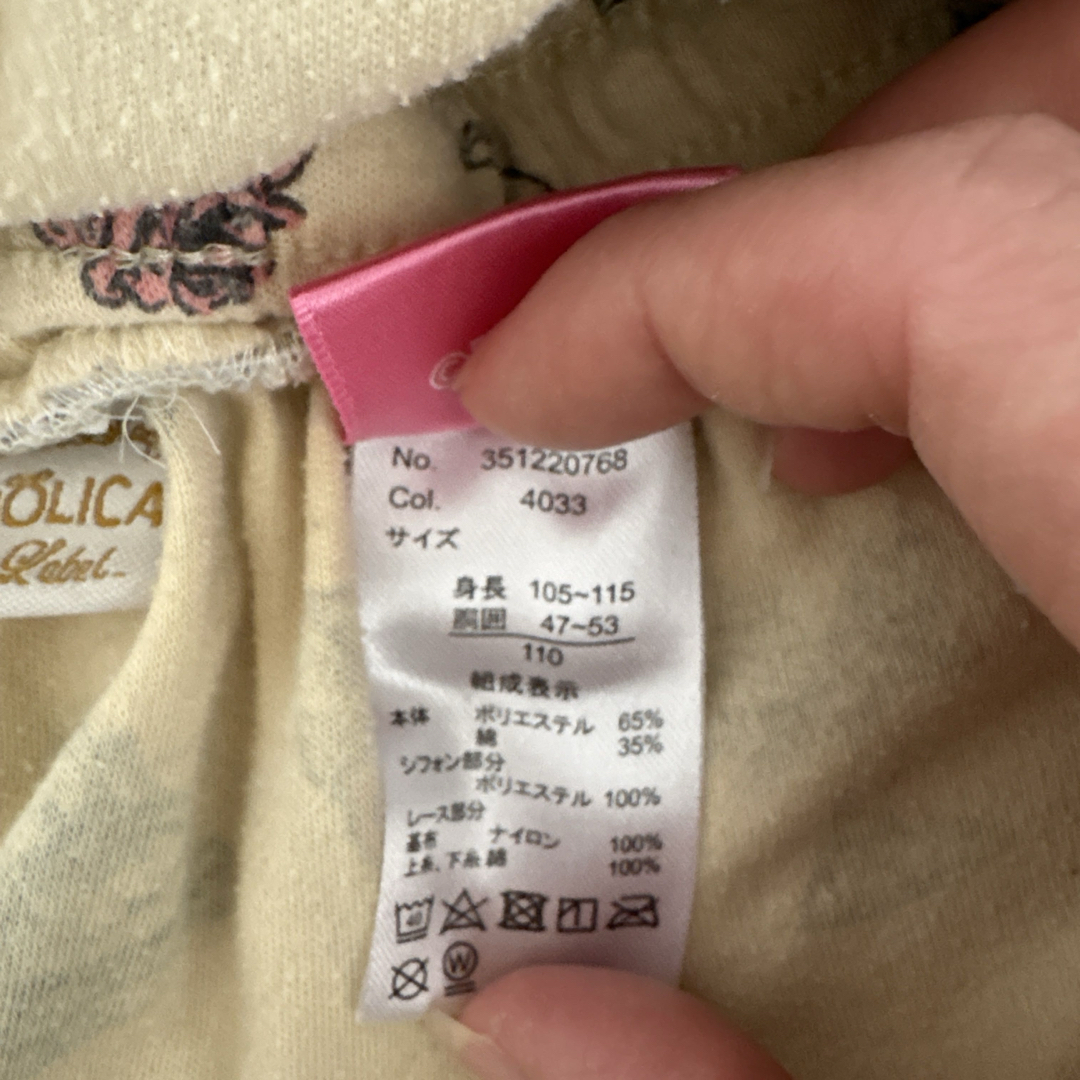 ©
No. 351220768
Col. 4033
サイズ
身長 105~115
胴囲 47~53
110
組成表示
本体 ポリエステル 65%
綿 35%
シフォン部分
ポリエステル 100%
レース部分
基布 ナイロン 100%
上糸、下糸 綿 100%
40
W
OLICA
Label